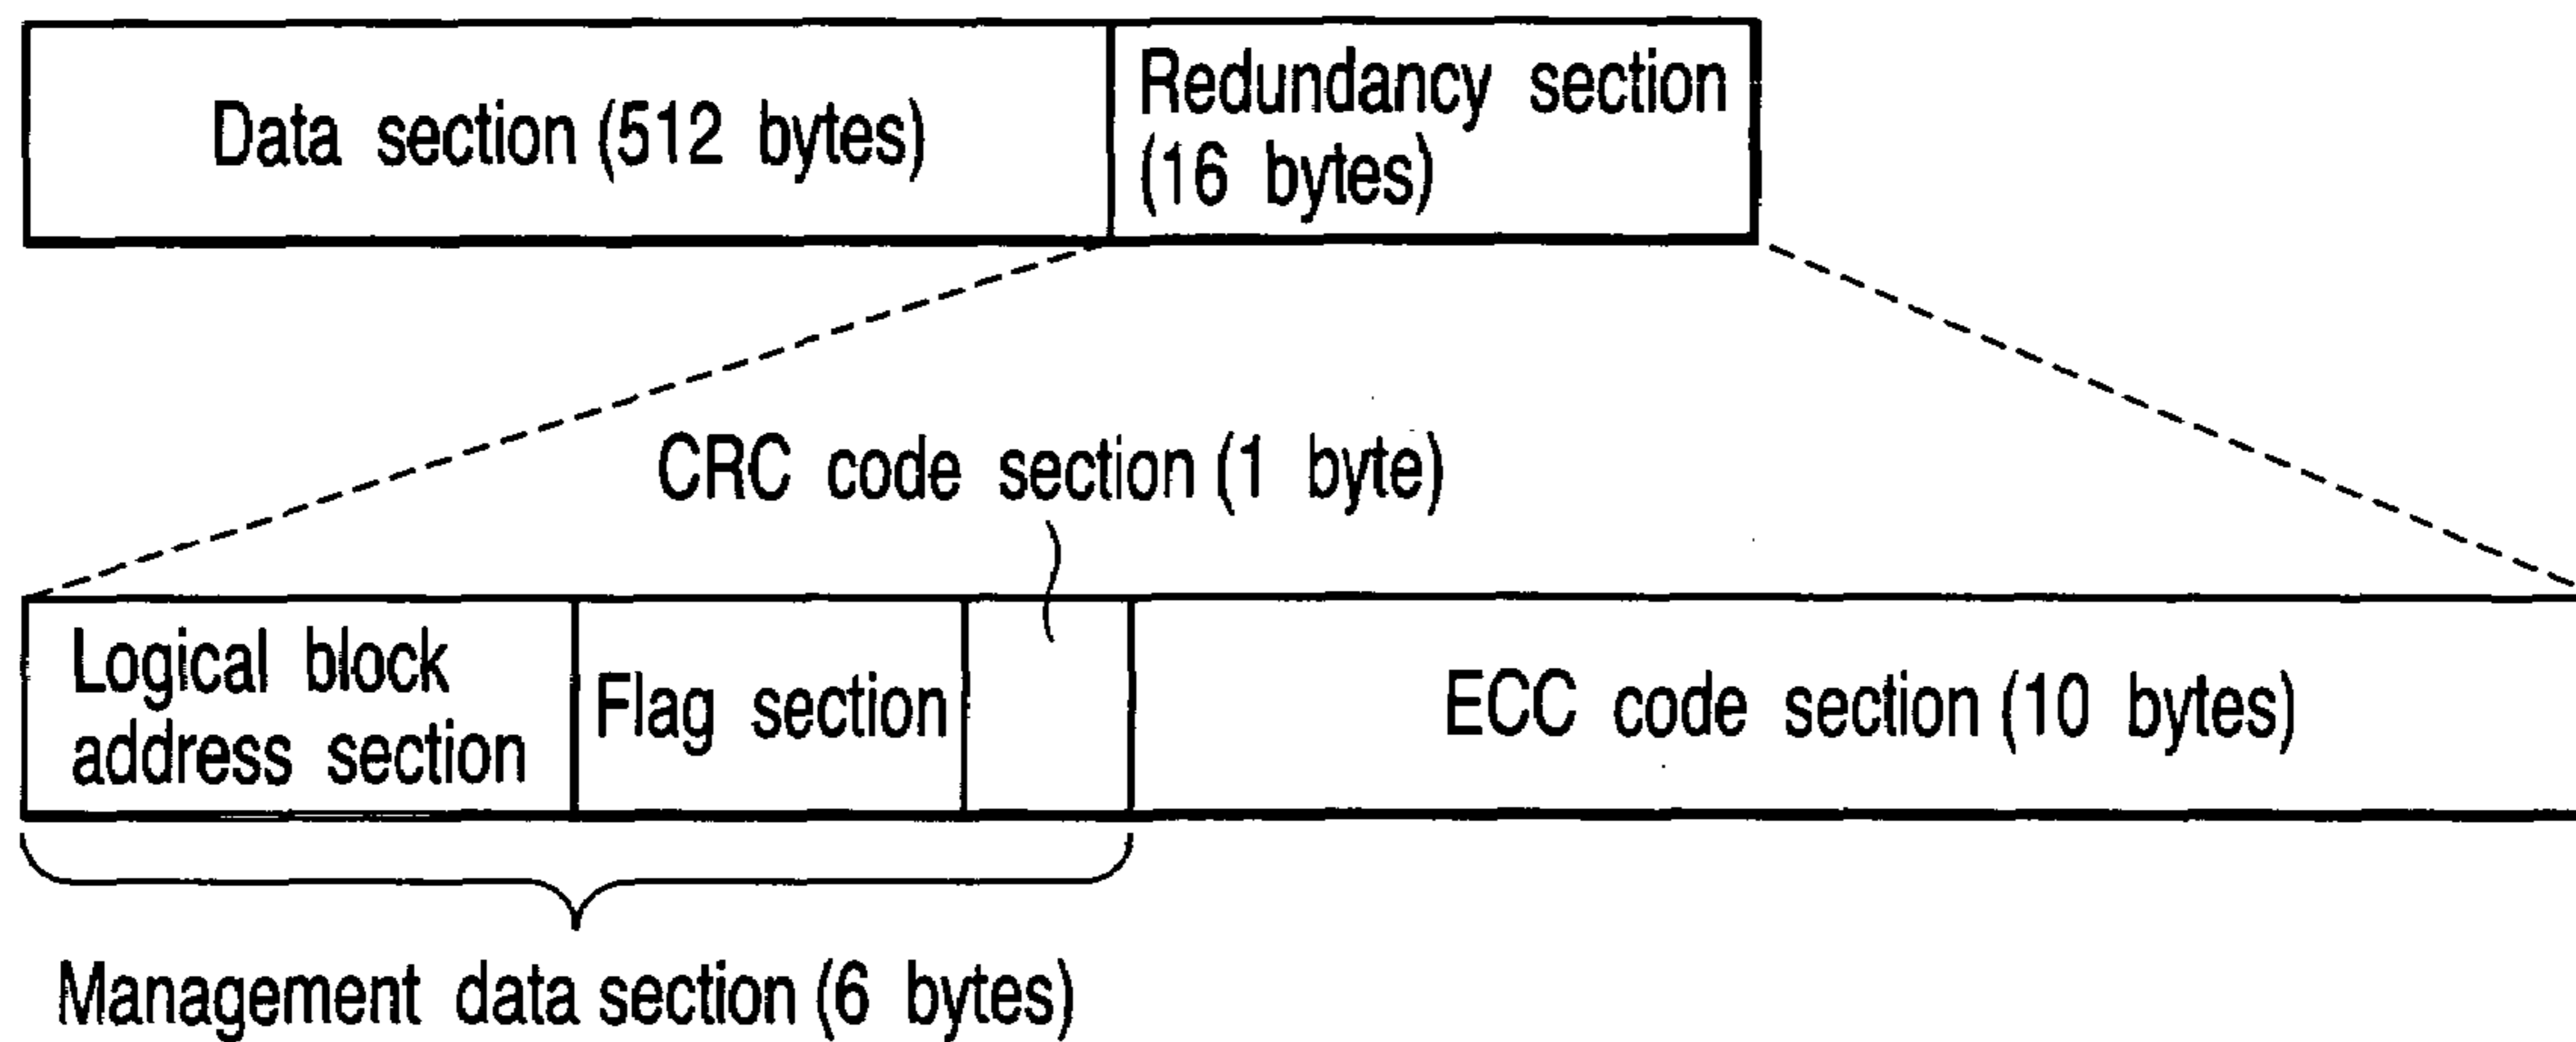 Data section (512 bytes)
Redundancy section
(16 bytes)
CRC code section (1 byte)
Logical block
address section
Flag section
ECC code section (10 bytes)
Management data section (6 bytes)